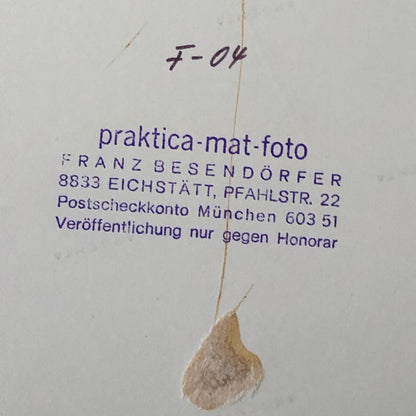 F-04
praktica-mat-foto
FRANZ BESENDÖRFER
8833 EICHSTÄTT, PFAHLSTR. 22
Postscheckkonto München 603 51
Veröffentlichung nur gegen Honorar